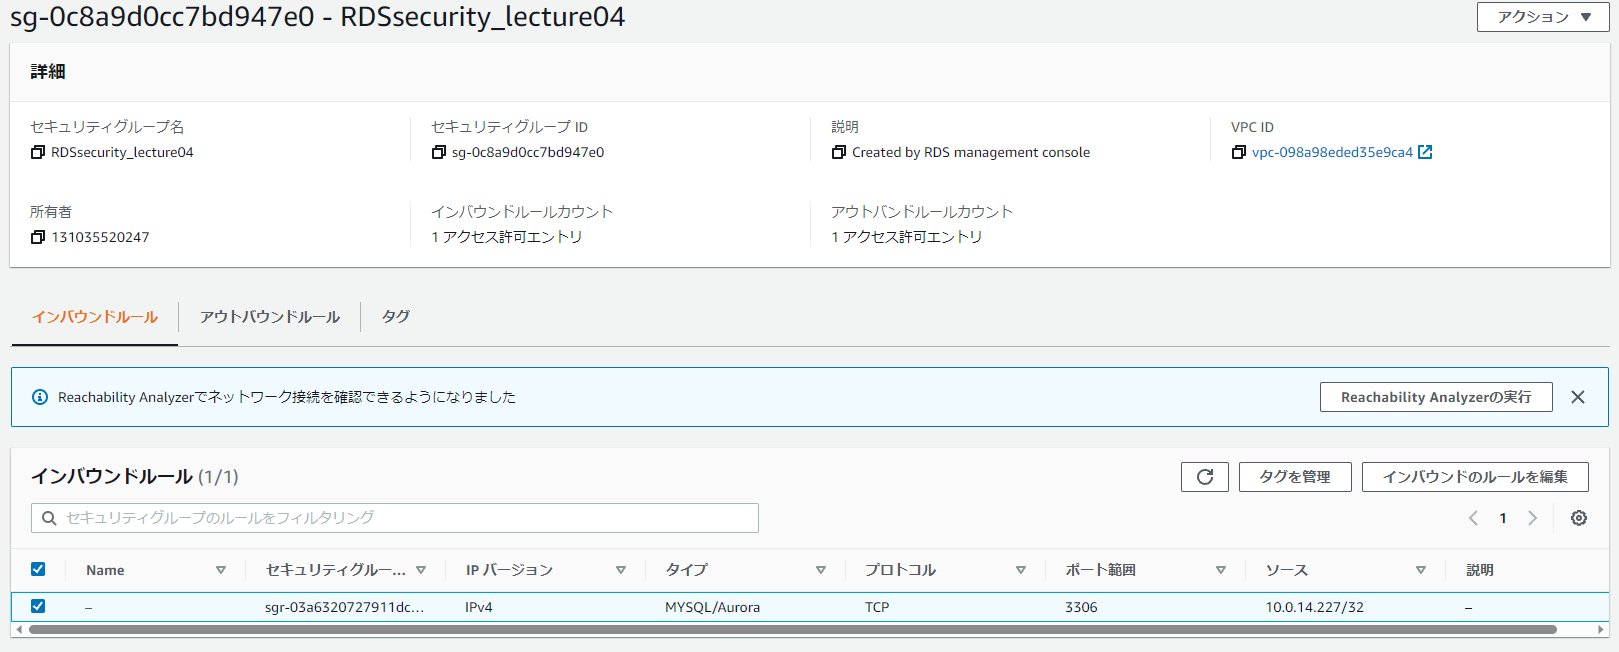 sg-0c8a9d0cc7bd947e0 - RDSsecurity_lecture04
アクション
詳細
セキュリティグループ名
セキュリティグループ ID
説明
VPC ID
RDSsecurity_lecture04
sg-0c8a9d0cc7bd947e0
Created by RDS management console
vpc-098a98eded35e9ca4
所有者
インバウンドルールカウント
アウトバンドルールカウント
131035520247
1 アクセス許可エントリ
1 アクセス許可エントリ
インバウンドルール
アウトバウンドルール
タグ
Reachability Analyzerでネットワーク接続を確認できるようになりました
Reachability Analyzerの実行
インバウンドルール (1/1)
タグを管理
インバウンドのルールを編集
セキュリティグループのルールをフィルタリング
1
Name
セキュリティグルー...
IP バージョン
タイプ
プロトコル
ポート範囲
ソース
説明
–
sgr-03a6320727911dc...
IPv4
MYSQL/Aurora
TCP
3306
10.0.14.227/32
–